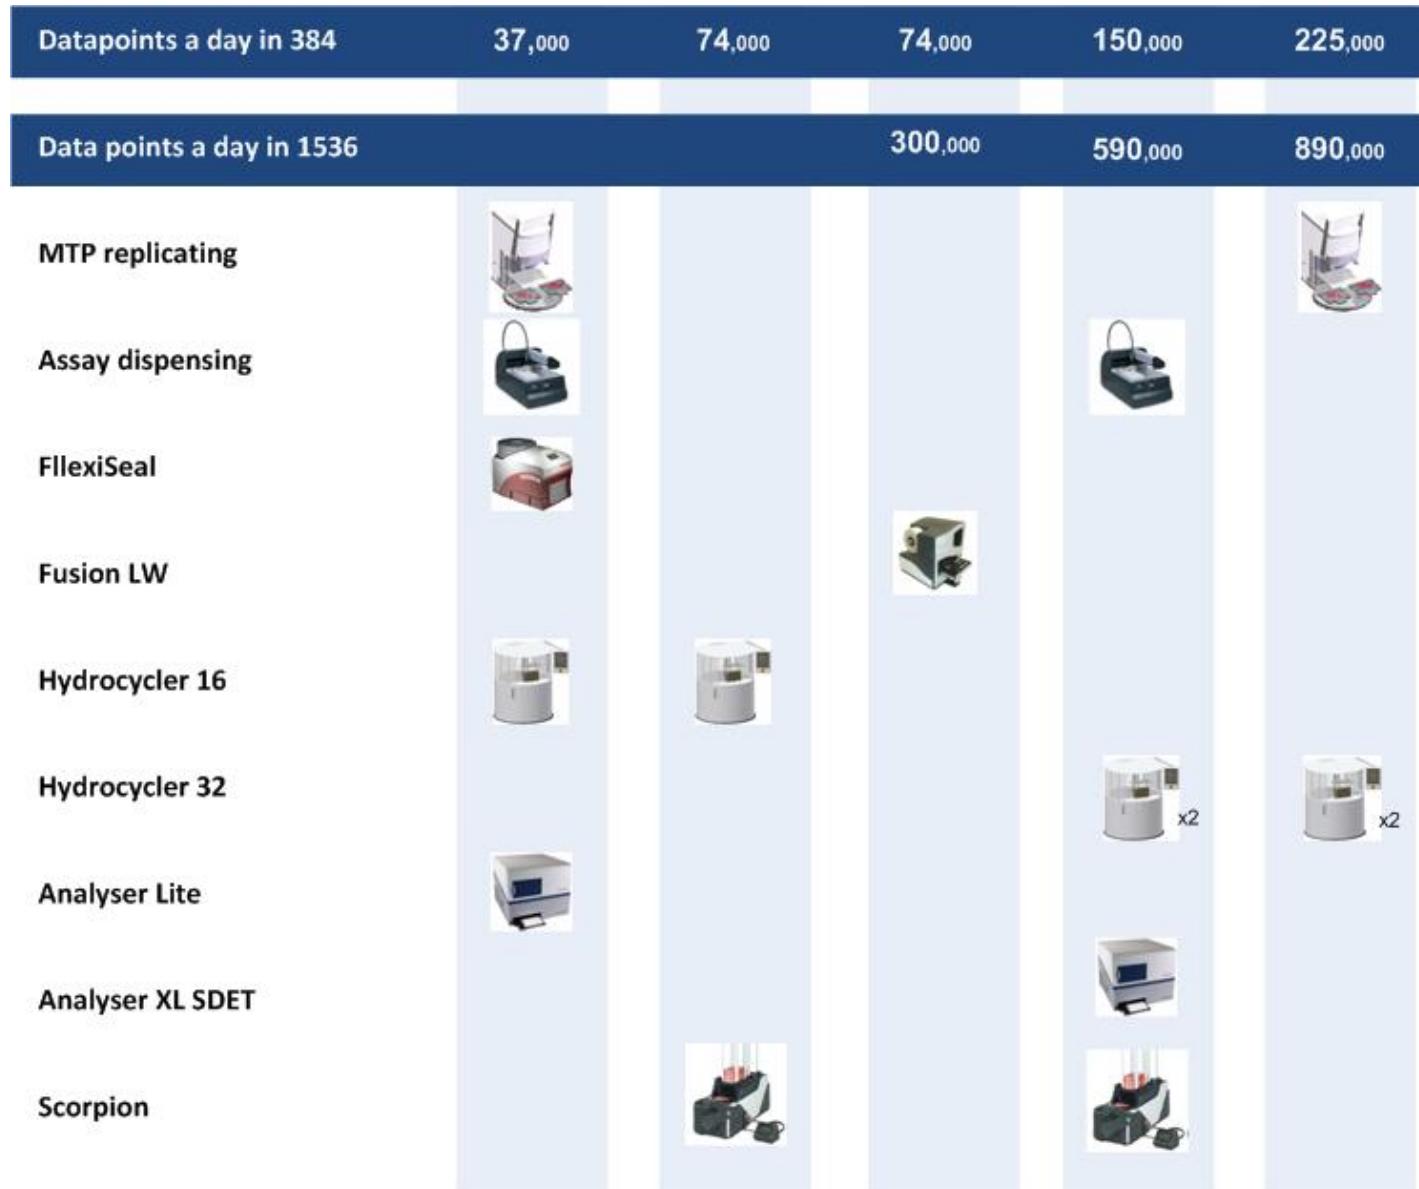 Datapoints a day in 384 37,000 74,000 74,000 150,000 225,000
Data points a day in 1536 300,000 590,000 890,000
MTP replicating
Assay dispensing
FllexiSeal
Fusion LW
Hydrocycler 16
Hydrocycler 32 x2 x2
Analyser Lite
Analyser XL SDET
Scorpion